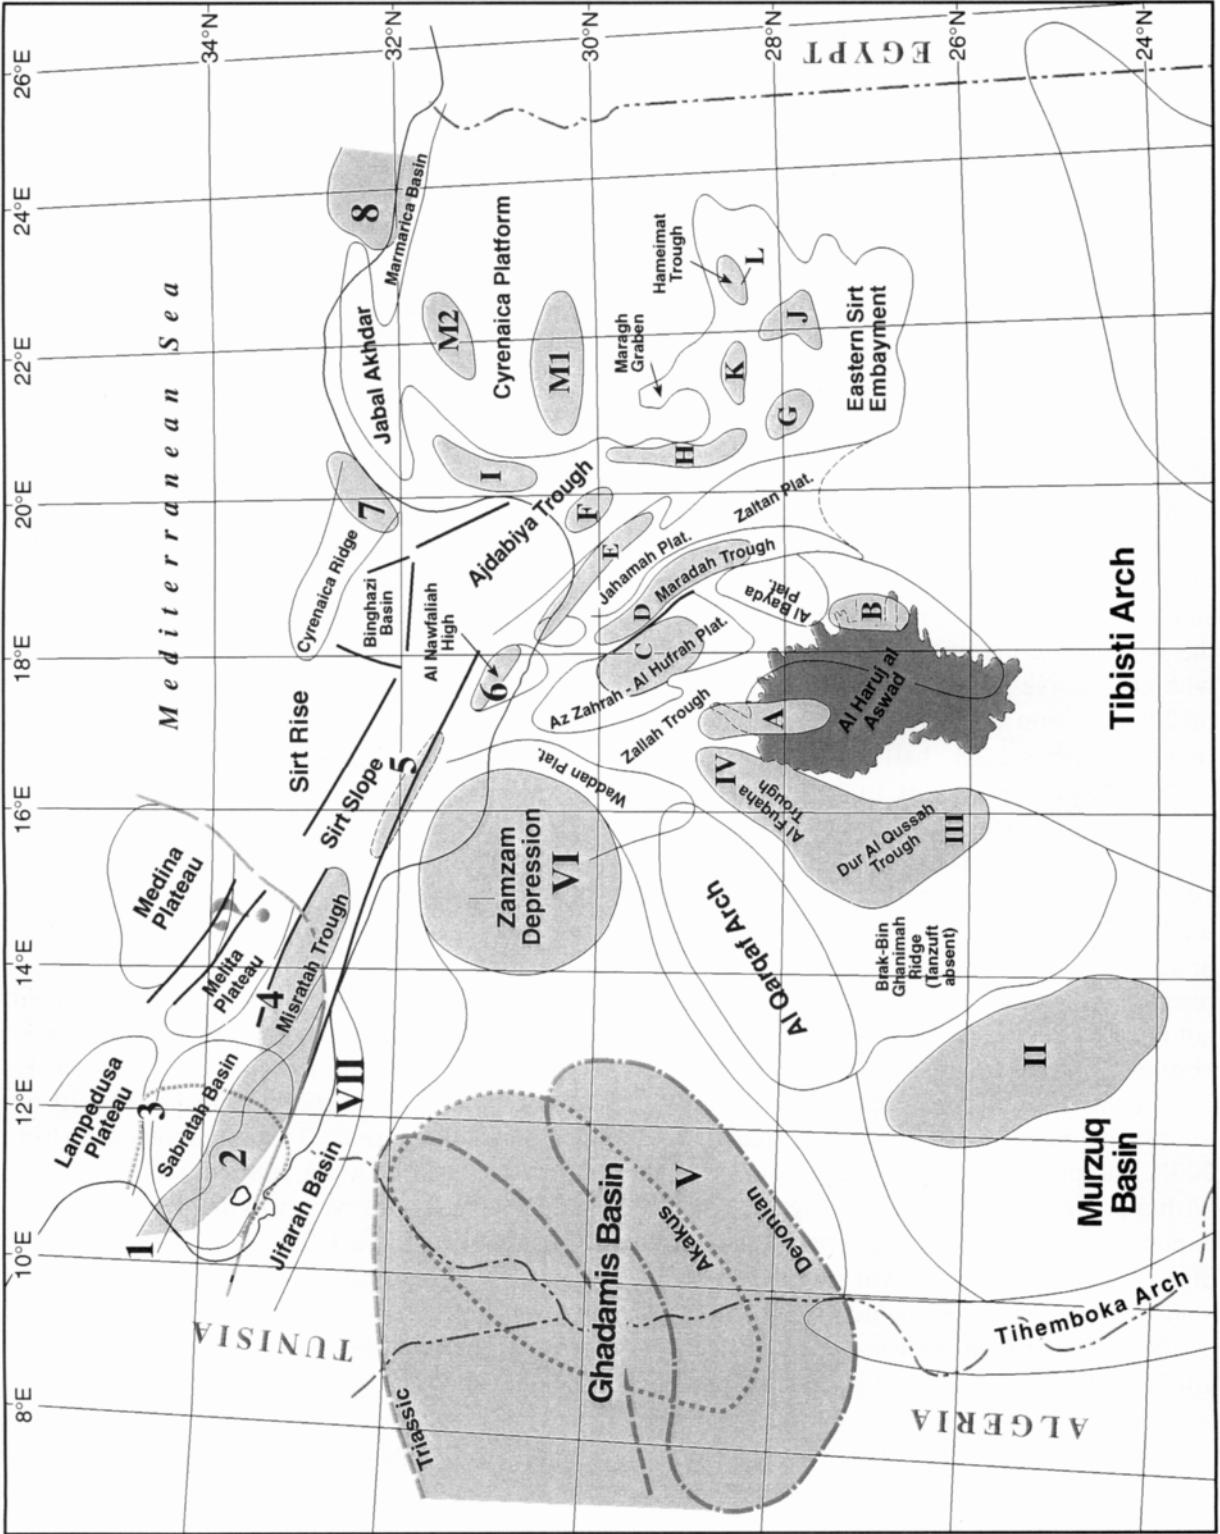 26°E
24°E
22°E
20°E
18°E
16°E
14°E
12°E
10°E
8°E
34°N
32°N
30°N
28°N
26°N
24°N
EGYPT
TUNISIA
ALGERIA
Mediterranean Sea
8
Marmarica Basin
Jabal Akhdar
M2
Cyrenaica Platform
M1
Hameimat
Trough
L
Maragh
Graben
J
K
G
Eastern Sirt
Embayment
I
H
7
Cyrenaica Ridge
Binghazi
Basin
Al Nawfaliah
High
6
Ajdabiya Trough
F
E
Jahamah Plat.
Zaltan Plat.
D
Maradah Trough
C
Az Zahrah - Al Hufrah Plat.
Al Bayda
Plat.
B
Al Haruj al
Aswad
A
Tibisti Arch
Zallah Trough
Waddan Plat.
Sirt Rise
Sirt Slope
5
Zamzam
Depression
VI
IV
Al Fuqaha
Trough
Dur Al Qussah
Trough
III
Medina
Plateau
?
Melita
Plateau
4
Misratah Trough
Al Qarqaf Arch
Brak-Bin
Ghanimah
Ridge
(Tanzuft
absent)
II
Murzuq
Basin
Lampedusa
Plateau
3
Sabratah Basin
2
1
VII
Jifarah Basin
Ghadamis Basin
V
Akakus
Devonian
Triassic
Tihemboka Arch